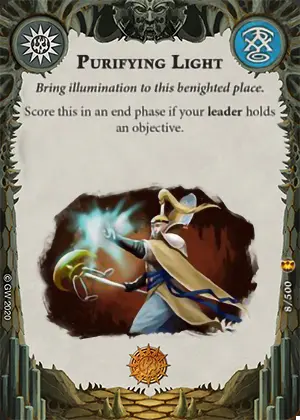 Purifying Light
Bring illumination to this benighted place.
Score this in an end phase if your leader holds
an objective.
© GW 2020
8/500